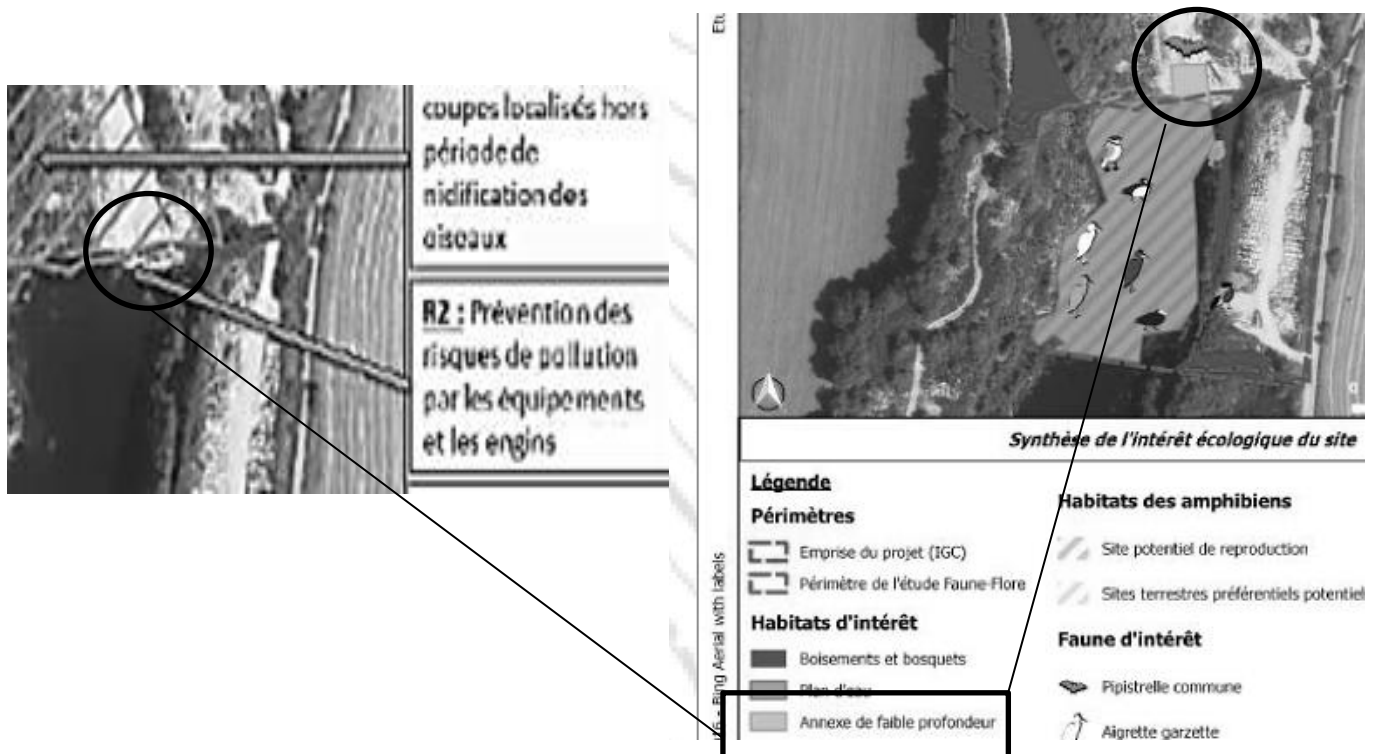 coupes localisés hors
période de
nidification des
oiseaux
R2 : Prévention des
risques de pollution
par les équipements
et les engins
Etu
Synthèse de l'intérêt écologique du site
Légende
Périmètres
Emprise du projet (IGC)
Périmètre de l'étude Faune-Flore
Habitats d'intérêt
Boisements et bosquets
Plan d'eau
Annexe de faible profondeur
Habitats des amphibiens
Site potentiel de reproduction
Sites terrestres préférentiels potentiel
Faune d'intérêt
Pipistrelle commune
Aigrette garzette
- Bing Aerial with labels